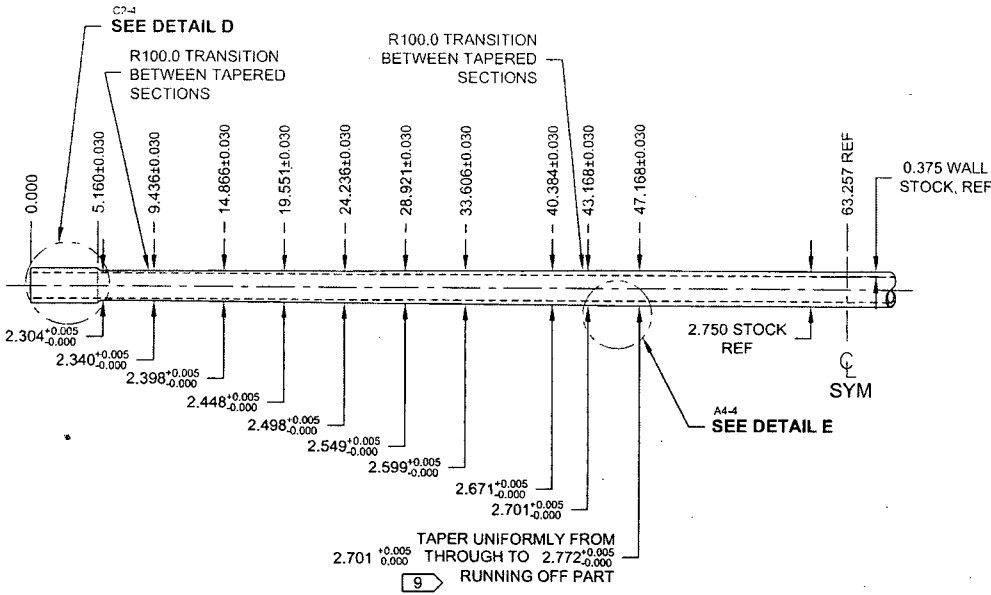 C2-4
SEE DETAIL D
R100.0 TRANSITION
BETWEEN TAPERED
SECTIONS
R100.0 TRANSITION
BETWEEN TAPERED
SECTIONS
0.000
5.160±0.030
9.436±0.030
14.866±0.030
19.551±0.030
24.236±0.030
28.921±0.030
33.606±0.030
40.384±0.030
43.168±0.030
47.168±0.030
63.257 REF
0.375 WALL
STOCK, REF
2.304 +0.005 -0.000
2.340 +0.005 -0.000
2.398 +0.005 -0.000
2.448 +0.005 -0.000
2.498 +0.005 -0.000
2.549 +0.005 -0.000
2.599 +0.005 -0.000
2.671 +0.005 -0.000
2.701 +0.005 -0.000
2.750 STOCK
REF
CL
SYM
A4-4
SEE DETAIL E
TAPER UNIFORMLY FROM
2.701 +0.005 0.000 THROUGH TO 2.772 +0.005 -0.000
9 RUNNING OFF PART